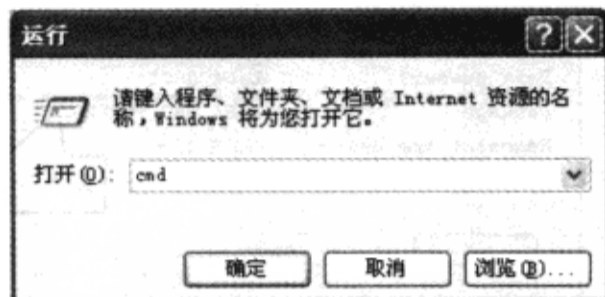 运行
请键入程序、文件夹、文档或 Internet 资源的名
称，Windows 将为您打开它。
打开(O): cmd
确定 取消 浏览(B)...